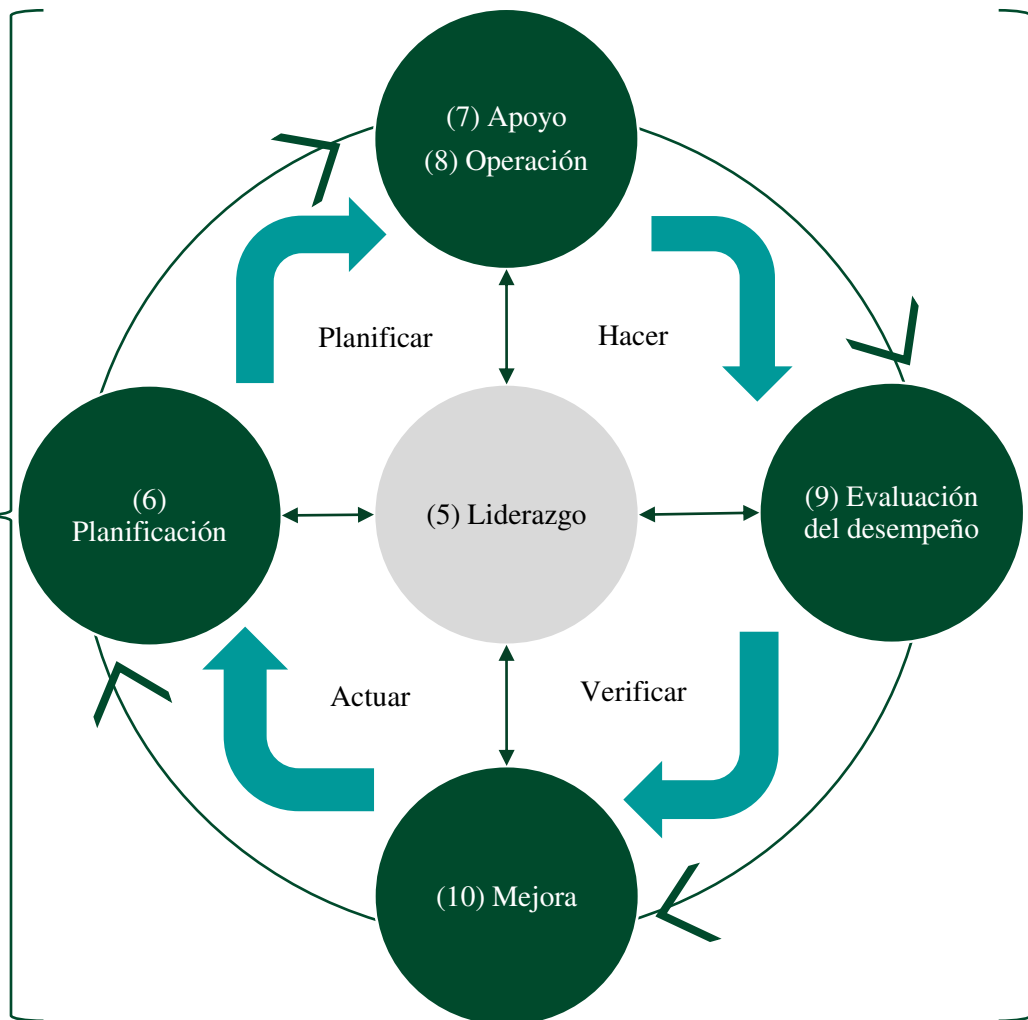 (7) Apoyo
(8) Operación
Planificar
Hacer
(6)
Planificación
(5) Liderazgo
(9) Evaluación
del desempeño
Actuar
Verificar
(10) Mejora